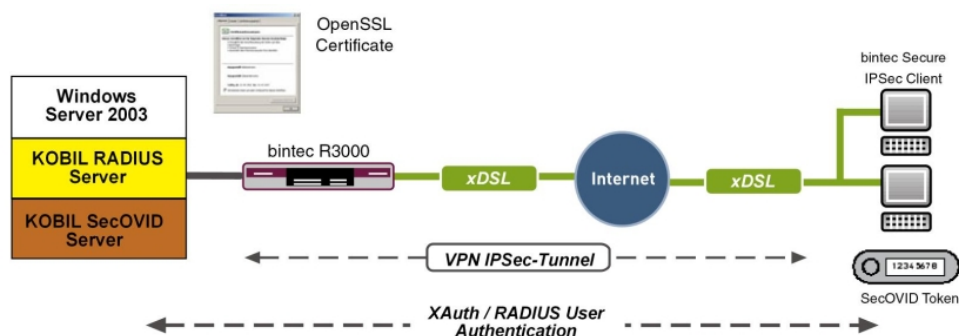 OpenSSL
Certificate
bintec Secure
IPSec Client
Windows
Server 2003
KOBIL RADIUS
Server
KOBIL SecOVID
Server
bintec R3000
xDSL
Internet
xDSL
VPN IPSec-Tunnel
12345678
SecOVID Token
XAuth / RADIUS User
Authentication